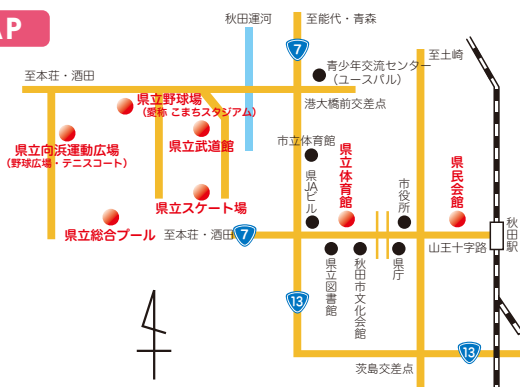 AP
秋田運河
至能代・青森
7
青少年交流センター
（ユースパル）
至土崎
至本荘・酒田
県立野球場
（愛称 こまちスタジアム）
港大橋前交差点
県立向浜運動広場
（野球広場・テニスコート）
県立武道館
市立体育館
県立体育館
県JAビル
市役所
県民会館
県立スケート場
県立総合プール
至本荘・酒田
7
山王十字路
秋田駅
県立図書館
秋田市文化会館
県庁
13
13
茨島交差点